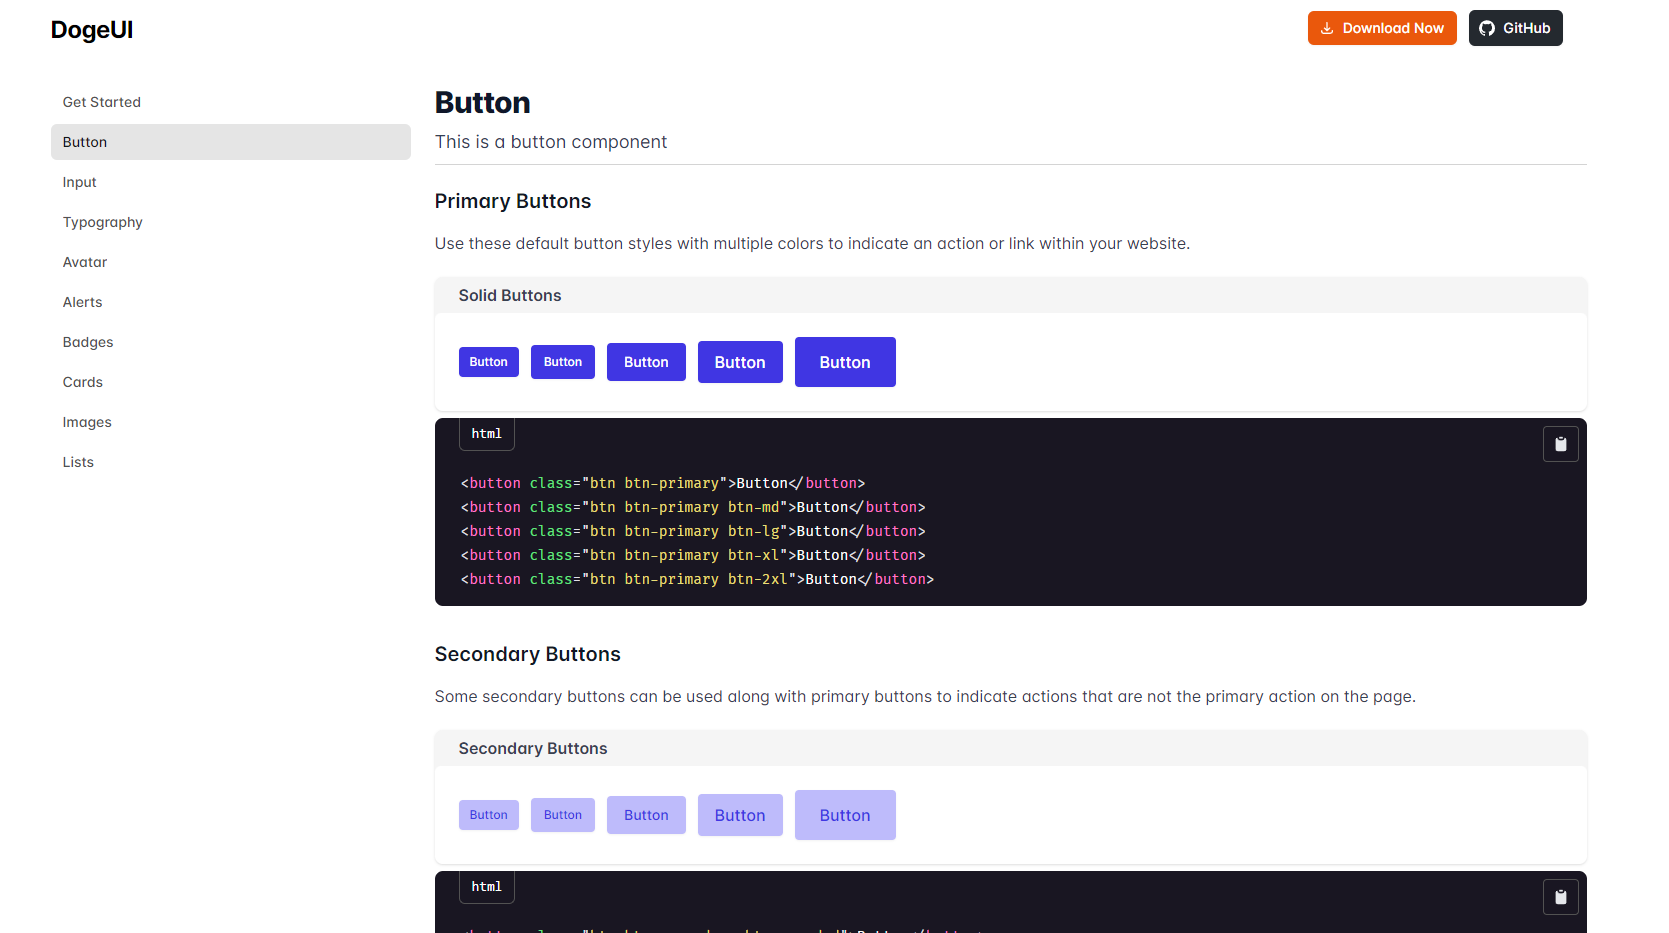 DogeUI
Download Now
GitHub
Get Started
Button
Input
Typography
Avatar
Alerts
Badges
Cards
Images
Lists
Button
This is a button component
Primary Buttons
Use these default button styles with multiple colors to indicate an action or link within your website.
Solid Buttons
Button Button Button Button Button
html
<button class="btn btn-primary">Button</button>
<button class="btn btn-primary btn-md">Button</button>
<button class="btn btn-primary btn-lg">Button</button>
<button class="btn btn-primary btn-xl">Button</button>
<button class="btn btn-primary btn-2xl">Button</button>
Secondary Buttons
Some secondary buttons can be used along with primary buttons to indicate actions that are not the primary action on the page.
Secondary Buttons
Button Button Button Button Button
html